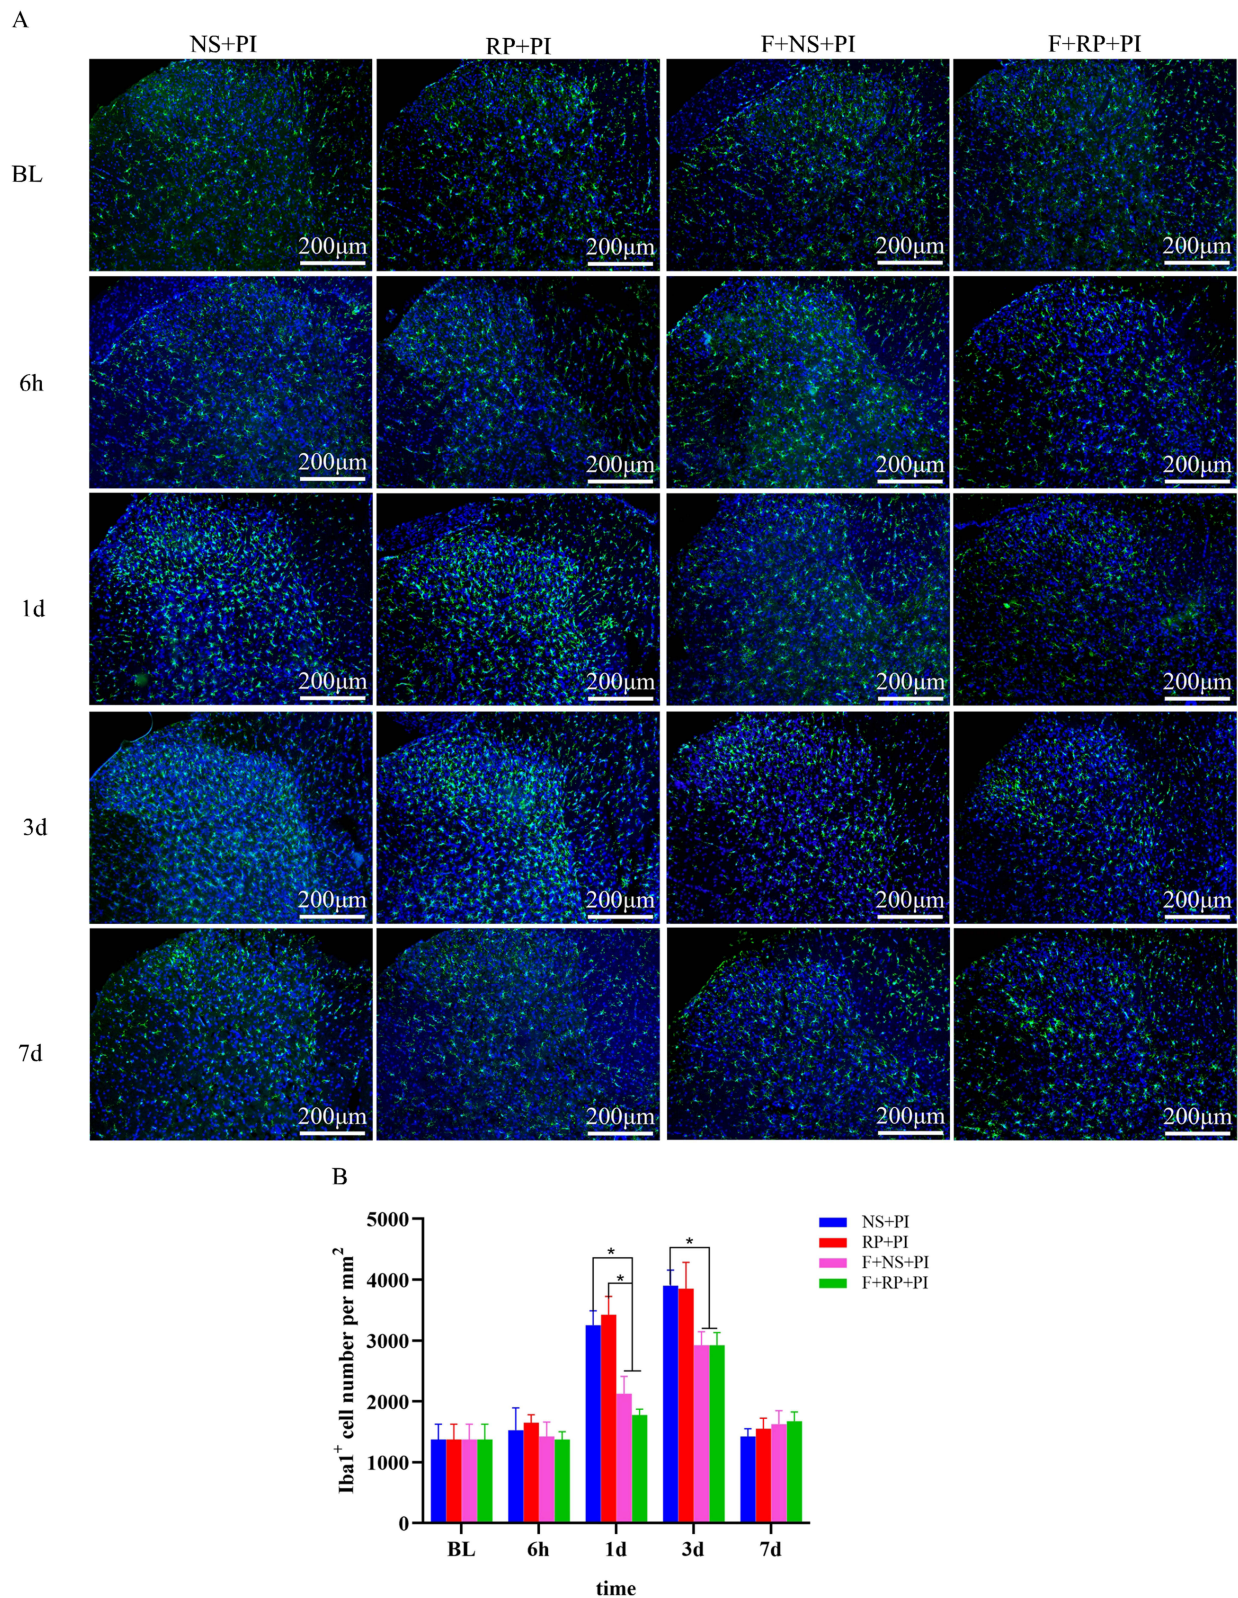 A
NS+PI RP+PI F+NS+PI F+RP+PI
BL
200μm 200μm 200μm 200μm
6h
200μm 200μm 200μm 200μm
1d
200μm 200μm 200μm 200μm
3d
200μm 200μm 200μm 200μm
7d
200μm 200μm 200μm 200μm
B
Iba1⁺ cell number per mm²
5000
4000
3000
2000
1000
0
* * *
NS+PI
RP+PI
F+NS+PI
F+RP+PI
BL 6h 1d 3d 7d
time